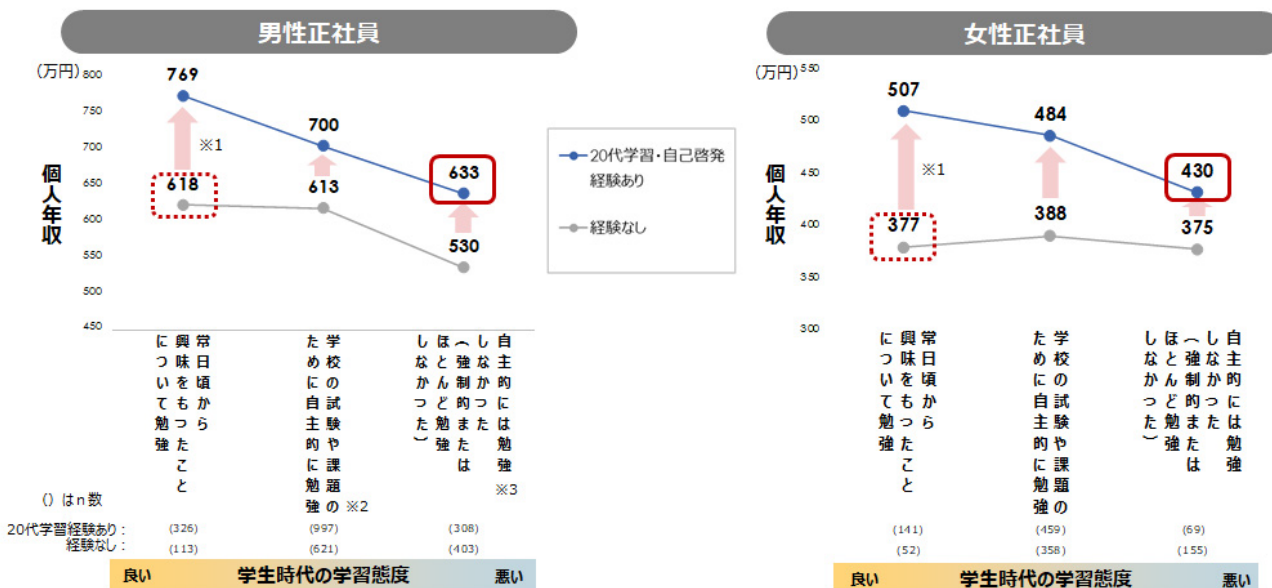 男性正社員
(万円)
800
750
700
650
600
550
500
450
個人年収
769
700
633
618
613
530
※1
20代学習・自己啓発
経験あり
経験なし
常日頃から
興味をもつたこと
について勉強
学校の試験や課題の
ために自主的に勉強
※2
自主的には勉強
しなかつた
(強制的または
ほとんど勉強
しなかつた)
※3
() はn数
20代学習経験あり:
(326)
(997)
(308)
経験なし:
(113)
(621)
(403)
良い
学生時代の学習態度
悪い
女性正社員
(万円)
550
500
450
400
350
300
個人年収
507
484
430
377
388
375
※1
常日頃から
興味をもつたこと
について勉強
学校の試験や課題の
ために自主的に勉強
自主的には勉強
しなかつた
(強制的または
ほとんど勉強
しなかつた)
(141)
(459)
(69)
(52)
(358)
(155)
良い
学生時代の学習態度
悪い